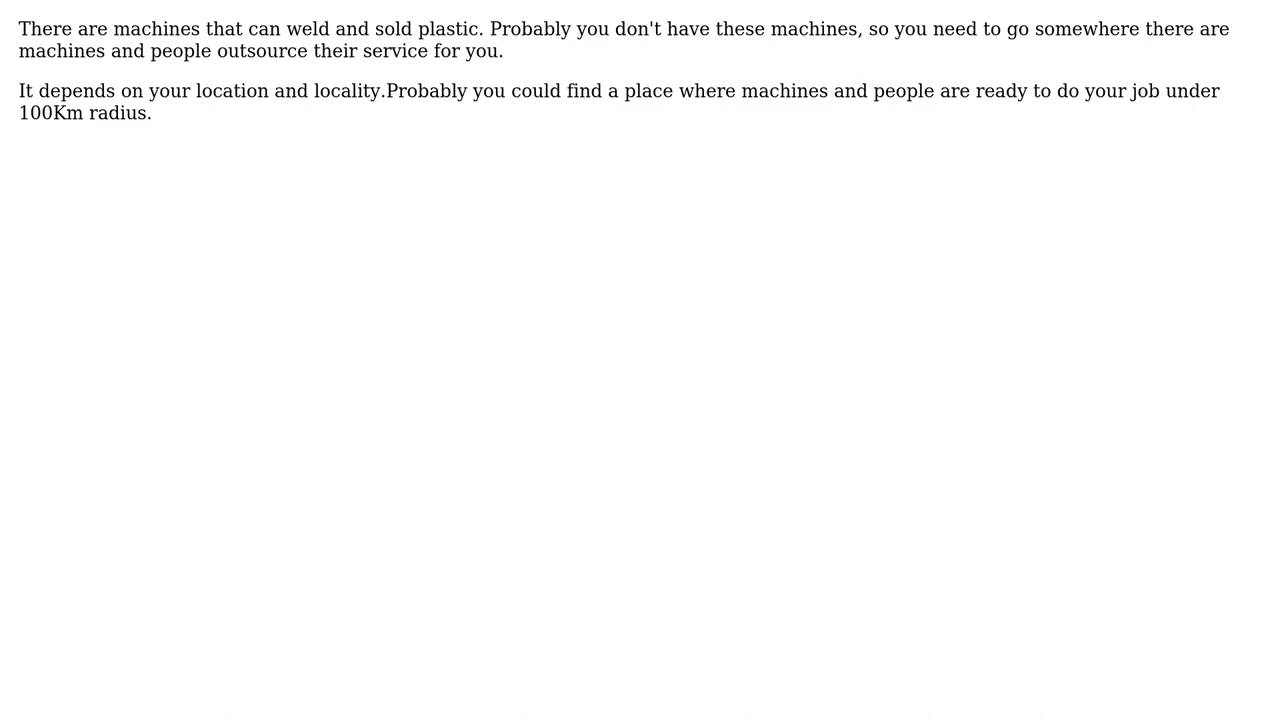 There are machines that can weld and sold plastic. Probably you don't have these machines, so you need to go somewhere there are
machines and people outsource their service for you.
It depends on your location and locality.Probably you could find a place where machines and people are ready to do your job under
100Km radius.